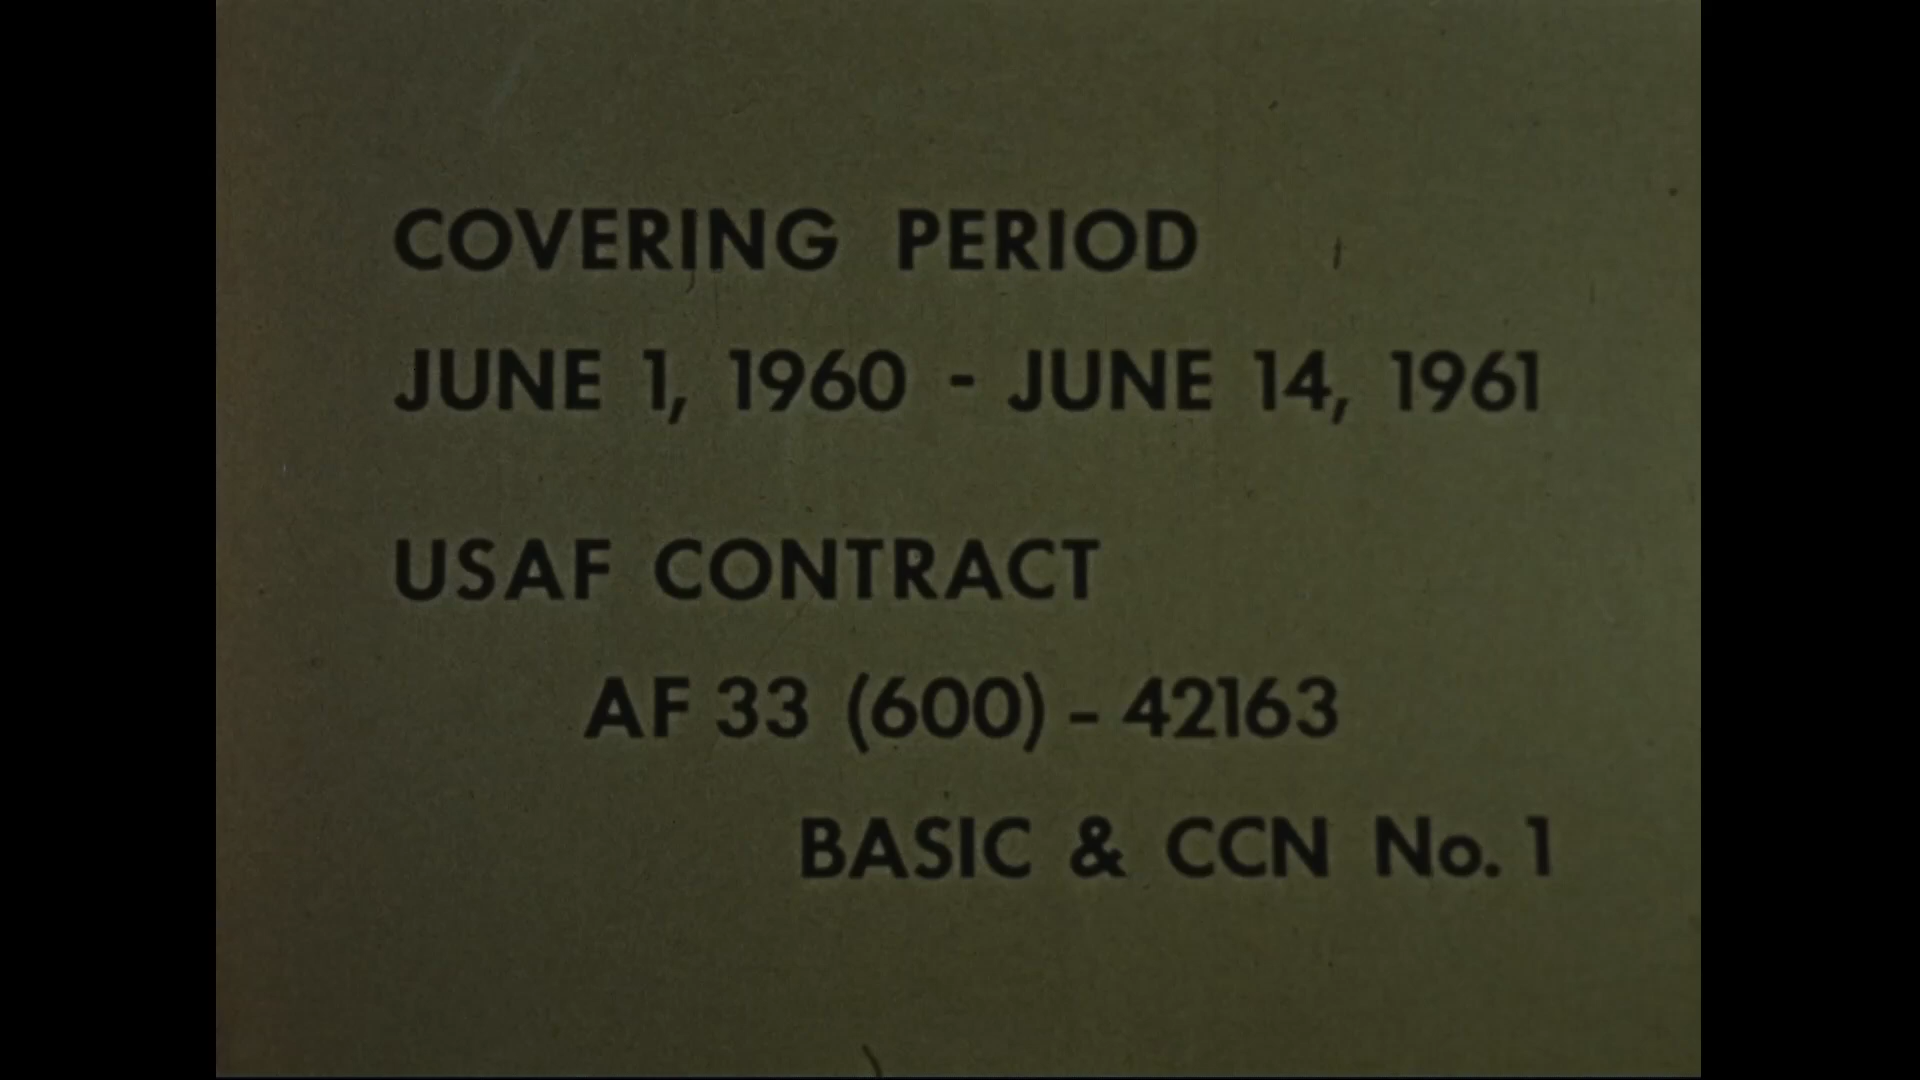 COVERING PERIOD
JUNE 1, 1960 - JUNE 14, 1961
USAF CONTRACT
AF 33 (600) - 42163
BASIC & CCN No. 1